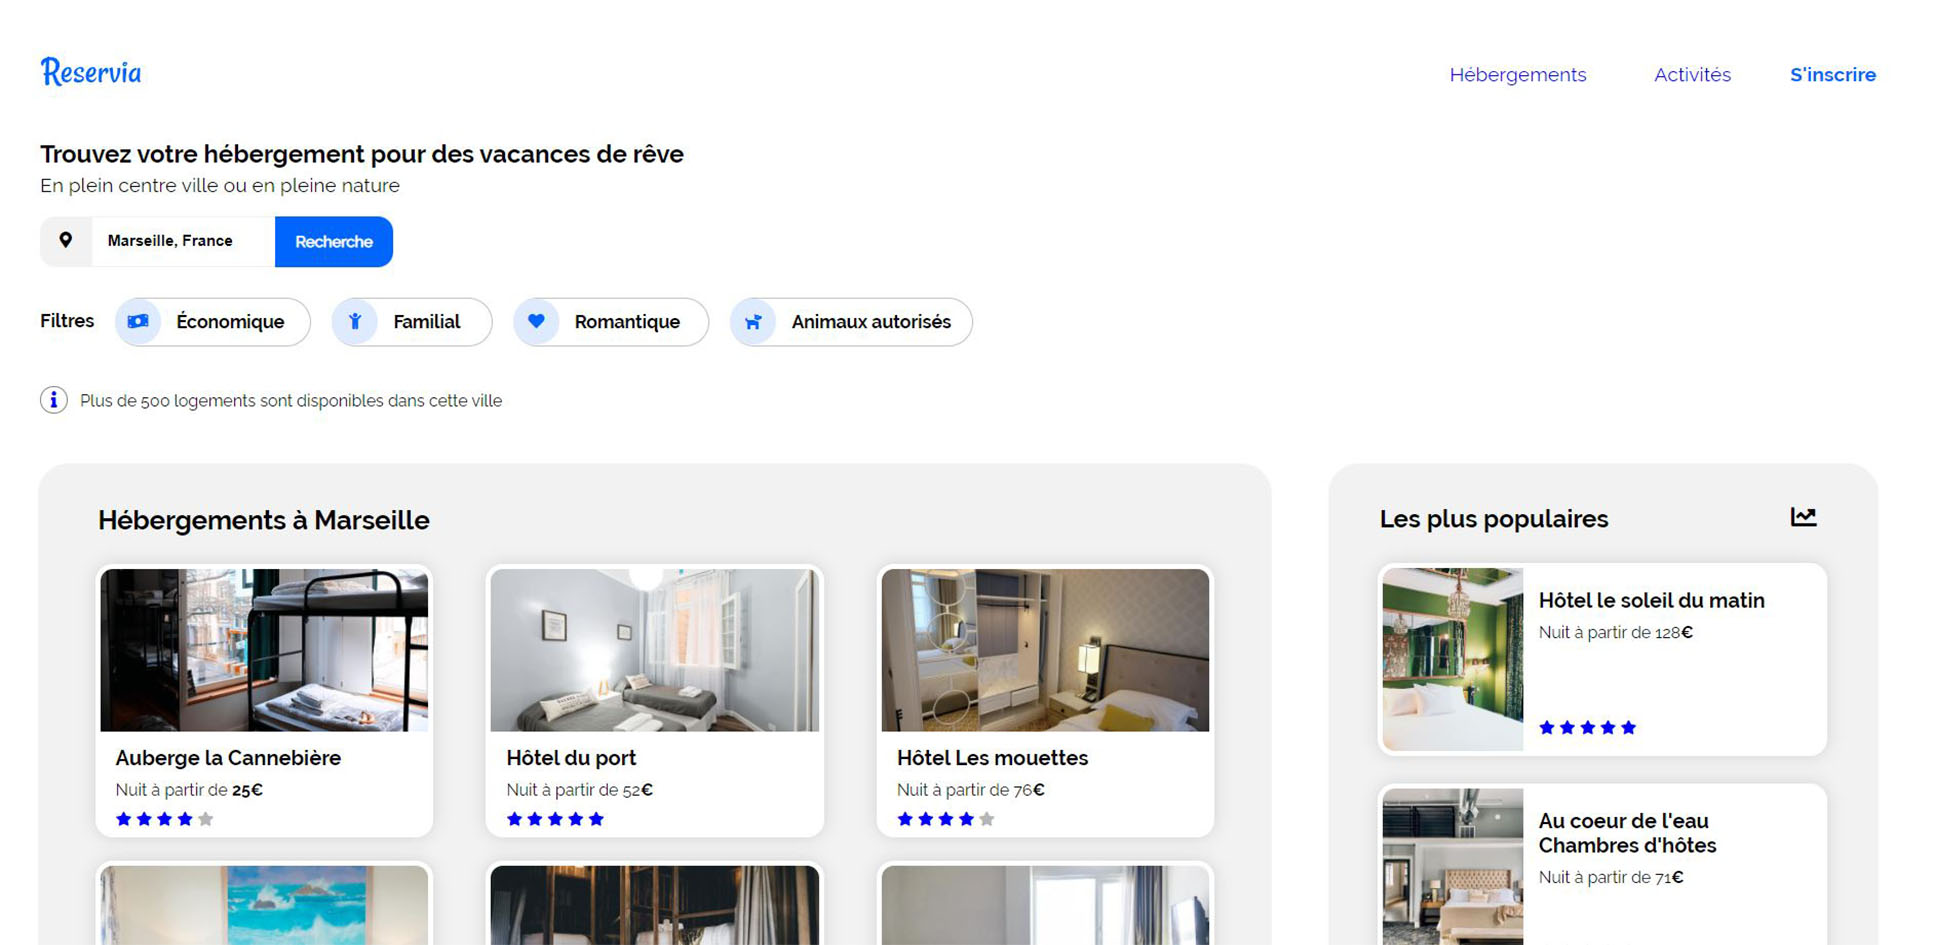 Reservia
Hébergements
Activités
S'inscrire
Trouvez votre hébergement pour des vacances de rêve
En plein centre ville ou en pleine nature
Marseille, France
Recherche
Filtres
Économique
Familial
Romantique
Animaux autorisés
Plus de 500 logements sont disponibles dans cette ville
Hébergements à Marseille
Auberge la Cannebière
Nuit à partir de 25€
Hôtel du port
Nuit à partir de 52€
Hôtel Les mouettes
Nuit à partir de 76€
Les plus populaires
Hôtel le soleil du matin
Nuit à partir de 128€
Au coeur de l'eau
Chambres d'hôtes
Nuit à partir de 71€